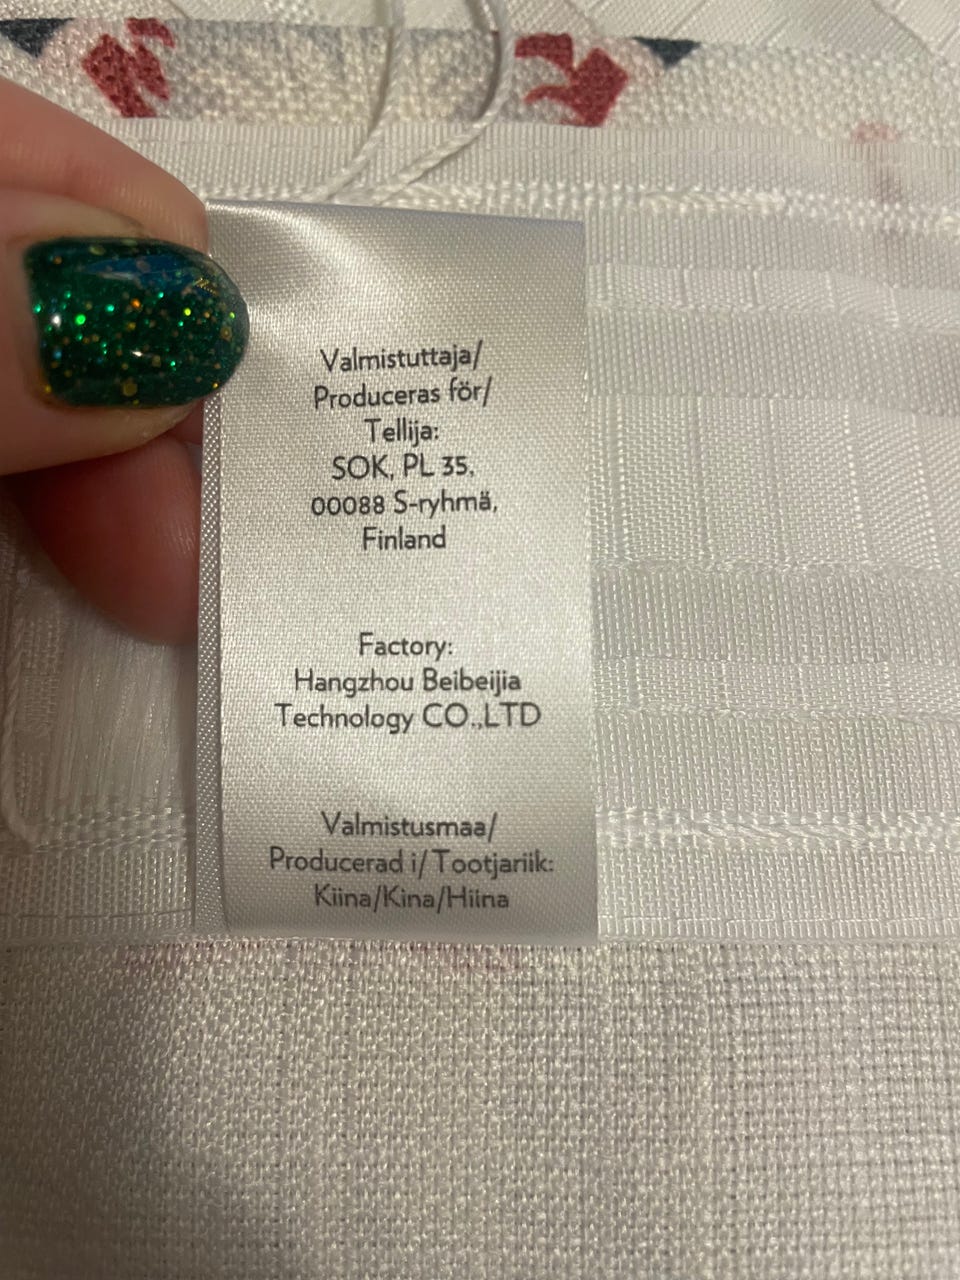 Valmistuttaja/
Produceras för/
Tellija:
SOK, PL 35,
00088 S-ryhmä,
Finland
Factory:
Hangzhou Beibeijia
Technology CO.,LTD
Valmistusmaa/
Producerad i/Tootjariik:
Kiina/Kina/Hiina